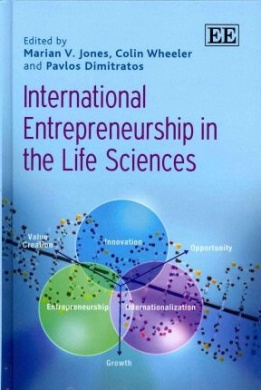 Edited by
Marian V. Jones, Colin Wheeler
and Pavlos Dimitratos
EE
International
Entrepreneurship in
the Life Sciences
Value
Creation
Innovation
Opportunity
Entrepreneurship
Internationalization
Growth